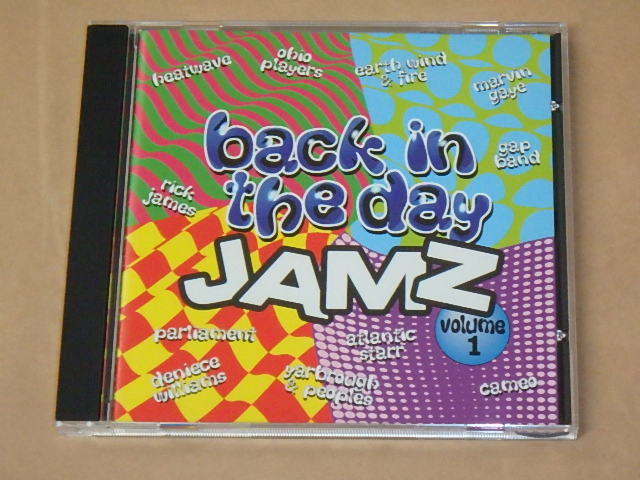 heatwave
ohio
players
earth wind
& fire
marvin
gaye
gap
band
rick
james
back in
the day
JAMZ
volume
1
parliament
atlantic
starr
deniece
williams
yarbrough
& peoples
cameo